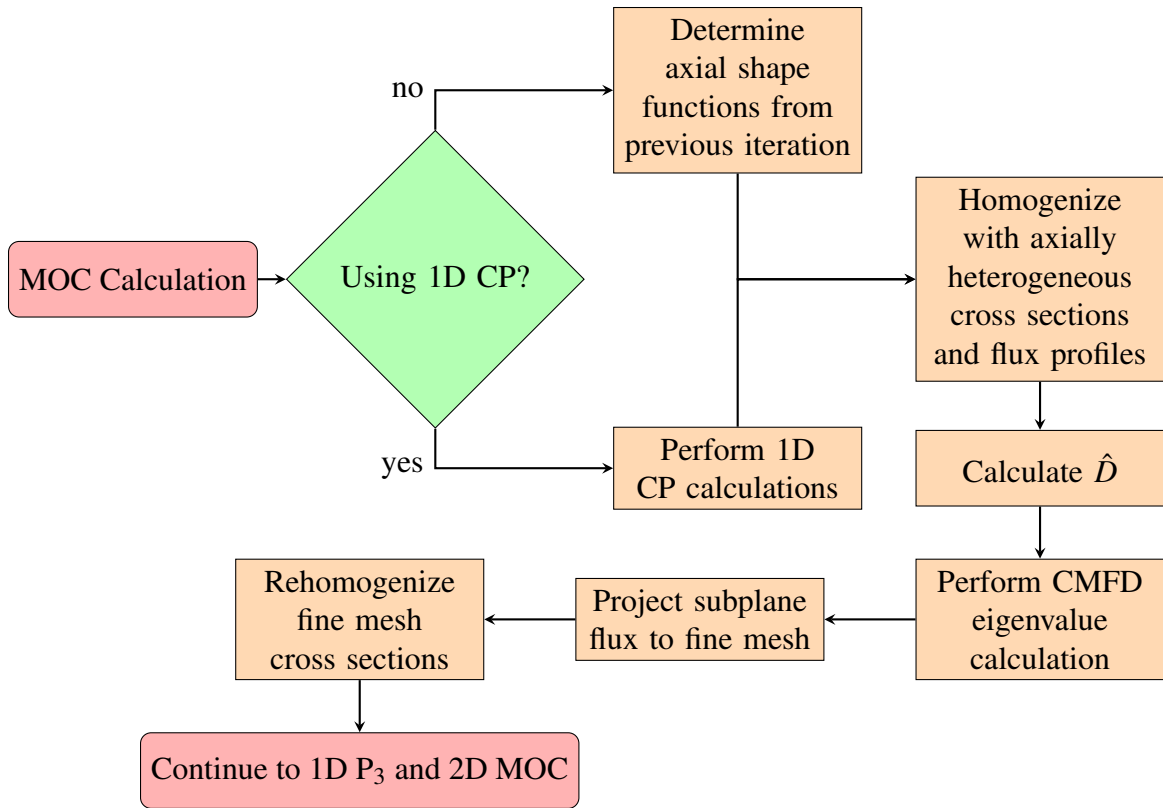 MOC Calculation
Using 1D CP?
no
Determine
axial shape
functions from
previous iteration
yes
Perform 1D
CP calculations
Homogenize
with axially
heterogeneous
cross sections
and flux profiles
Calculate D̂
Perform CMFD
eigenvalue
calculation
Project subplane
flux to fine mesh
Rehomogenize
fine mesh
cross sections
Continue to 1D P₃ and 2D MOC